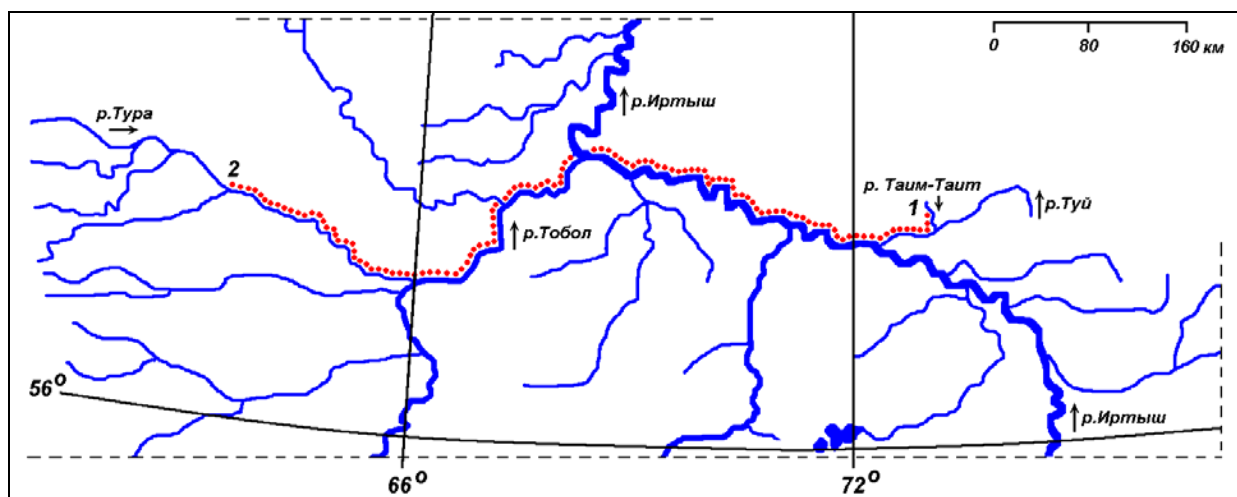 0 80 160 км
р.Иртыш
р.Тура
2
р. Таим-Таит
1
р.Туй
р.Тобол
56°
р.Иртыш
66°
72°